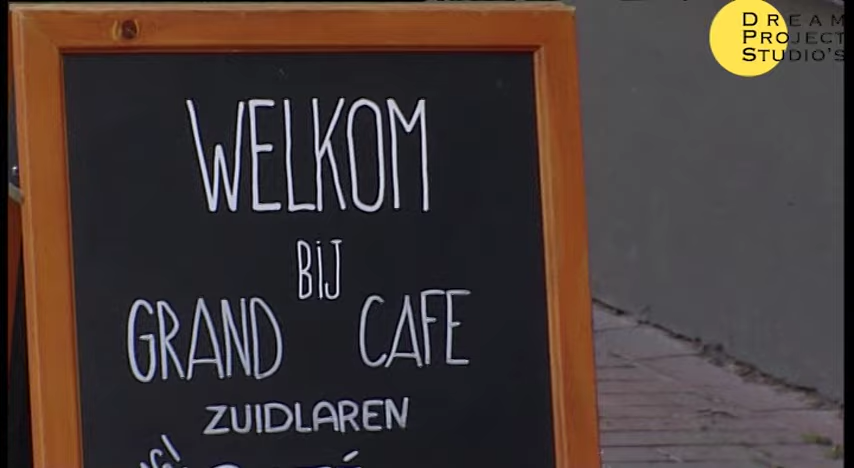 DREAM
PROJECT
STUDIO'S
WELKOM
BIJ
GRAND CAFE
ZUIDLAREN